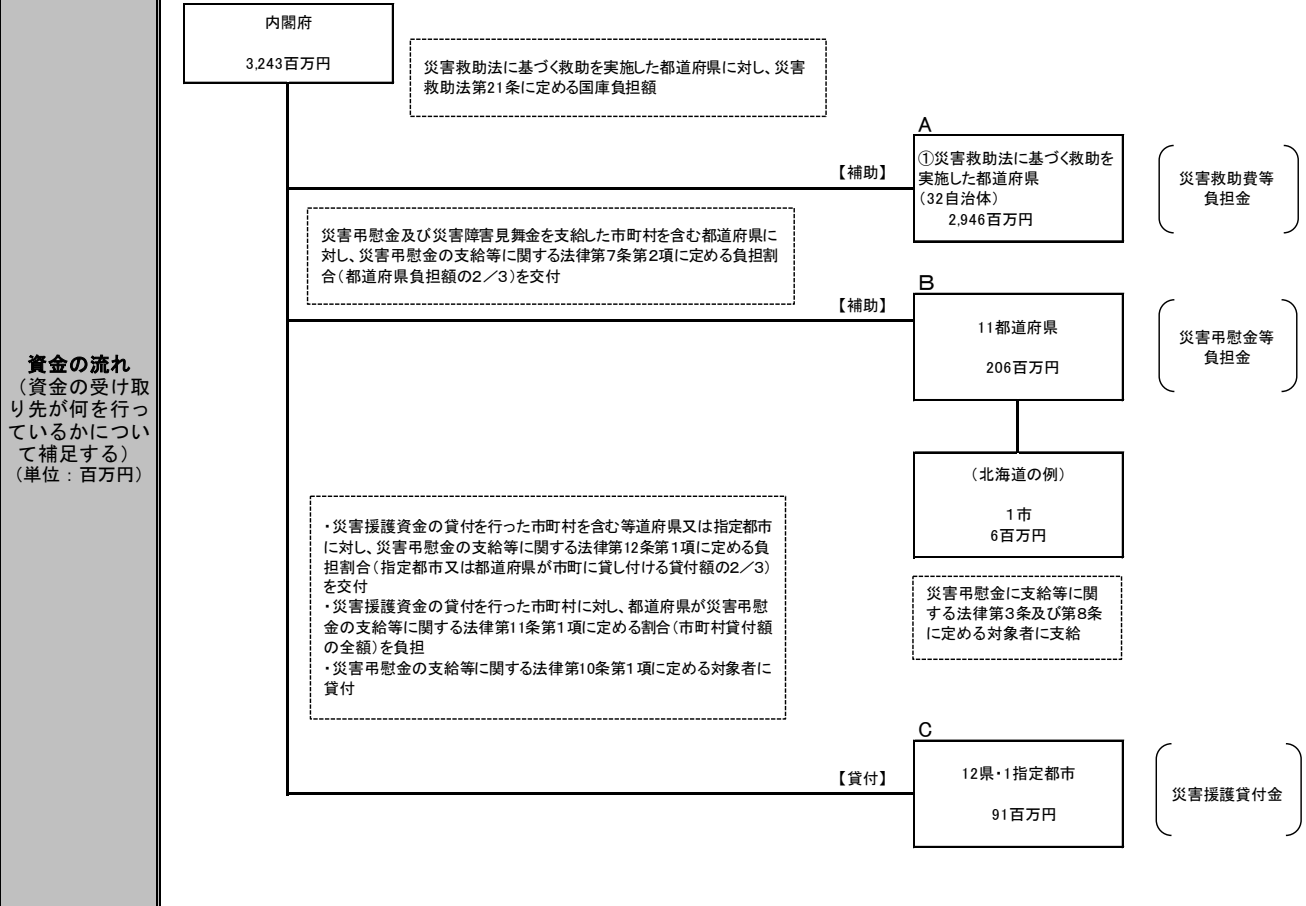 資金の流れ
(資金の受け取
り先が何を行っ
ているかについ
て補足する)
(単位：百万円)
内閣府
3,243百万円
災害救助法に基づく救助を実施した都道府県に対し、災害
救助法第21条に定める国庫負担額
【補助】
A
①災害救助法に基づく救助を
実施した都道府県
(32自治体)
2,946百万円
災害救助費等
負担金
災害弔慰金及び災害障害見舞金を支給した市町村を含む都道府県に
対し、災害弔慰金の支給等に関する法律第7条第2項に定める負担割
合(都道府県負担額の2／3)を交付
【補助】
B
11都道府県
206百万円
災害弔慰金等
負担金
(北海道の例)
1市
6百万円
災害弔慰金に支給等に関
する法律第3条及び第8条
に定める対象者に支給
・災害援護資金の貸付を行った市町村を含む等道府県又は指定都市
に対し、災害弔慰金の支給等に関する法律第12条第1項に定める負
担割合(指定都市又は都道府県が市町に貸し付ける貸付額の2／3)
を交付
・災害援護資金の貸付を行った市町村に対し、都道府県が災害弔慰
金の支給等に関する法律第11条第1項に定める割合(市町村貸付額
の全額)を負担
・災害弔慰金の支給等に関する法律第10条第1項に定める対象者に
貸付
【貸付】
C
12県・1指定都市
91百万円
災害援護貸付金